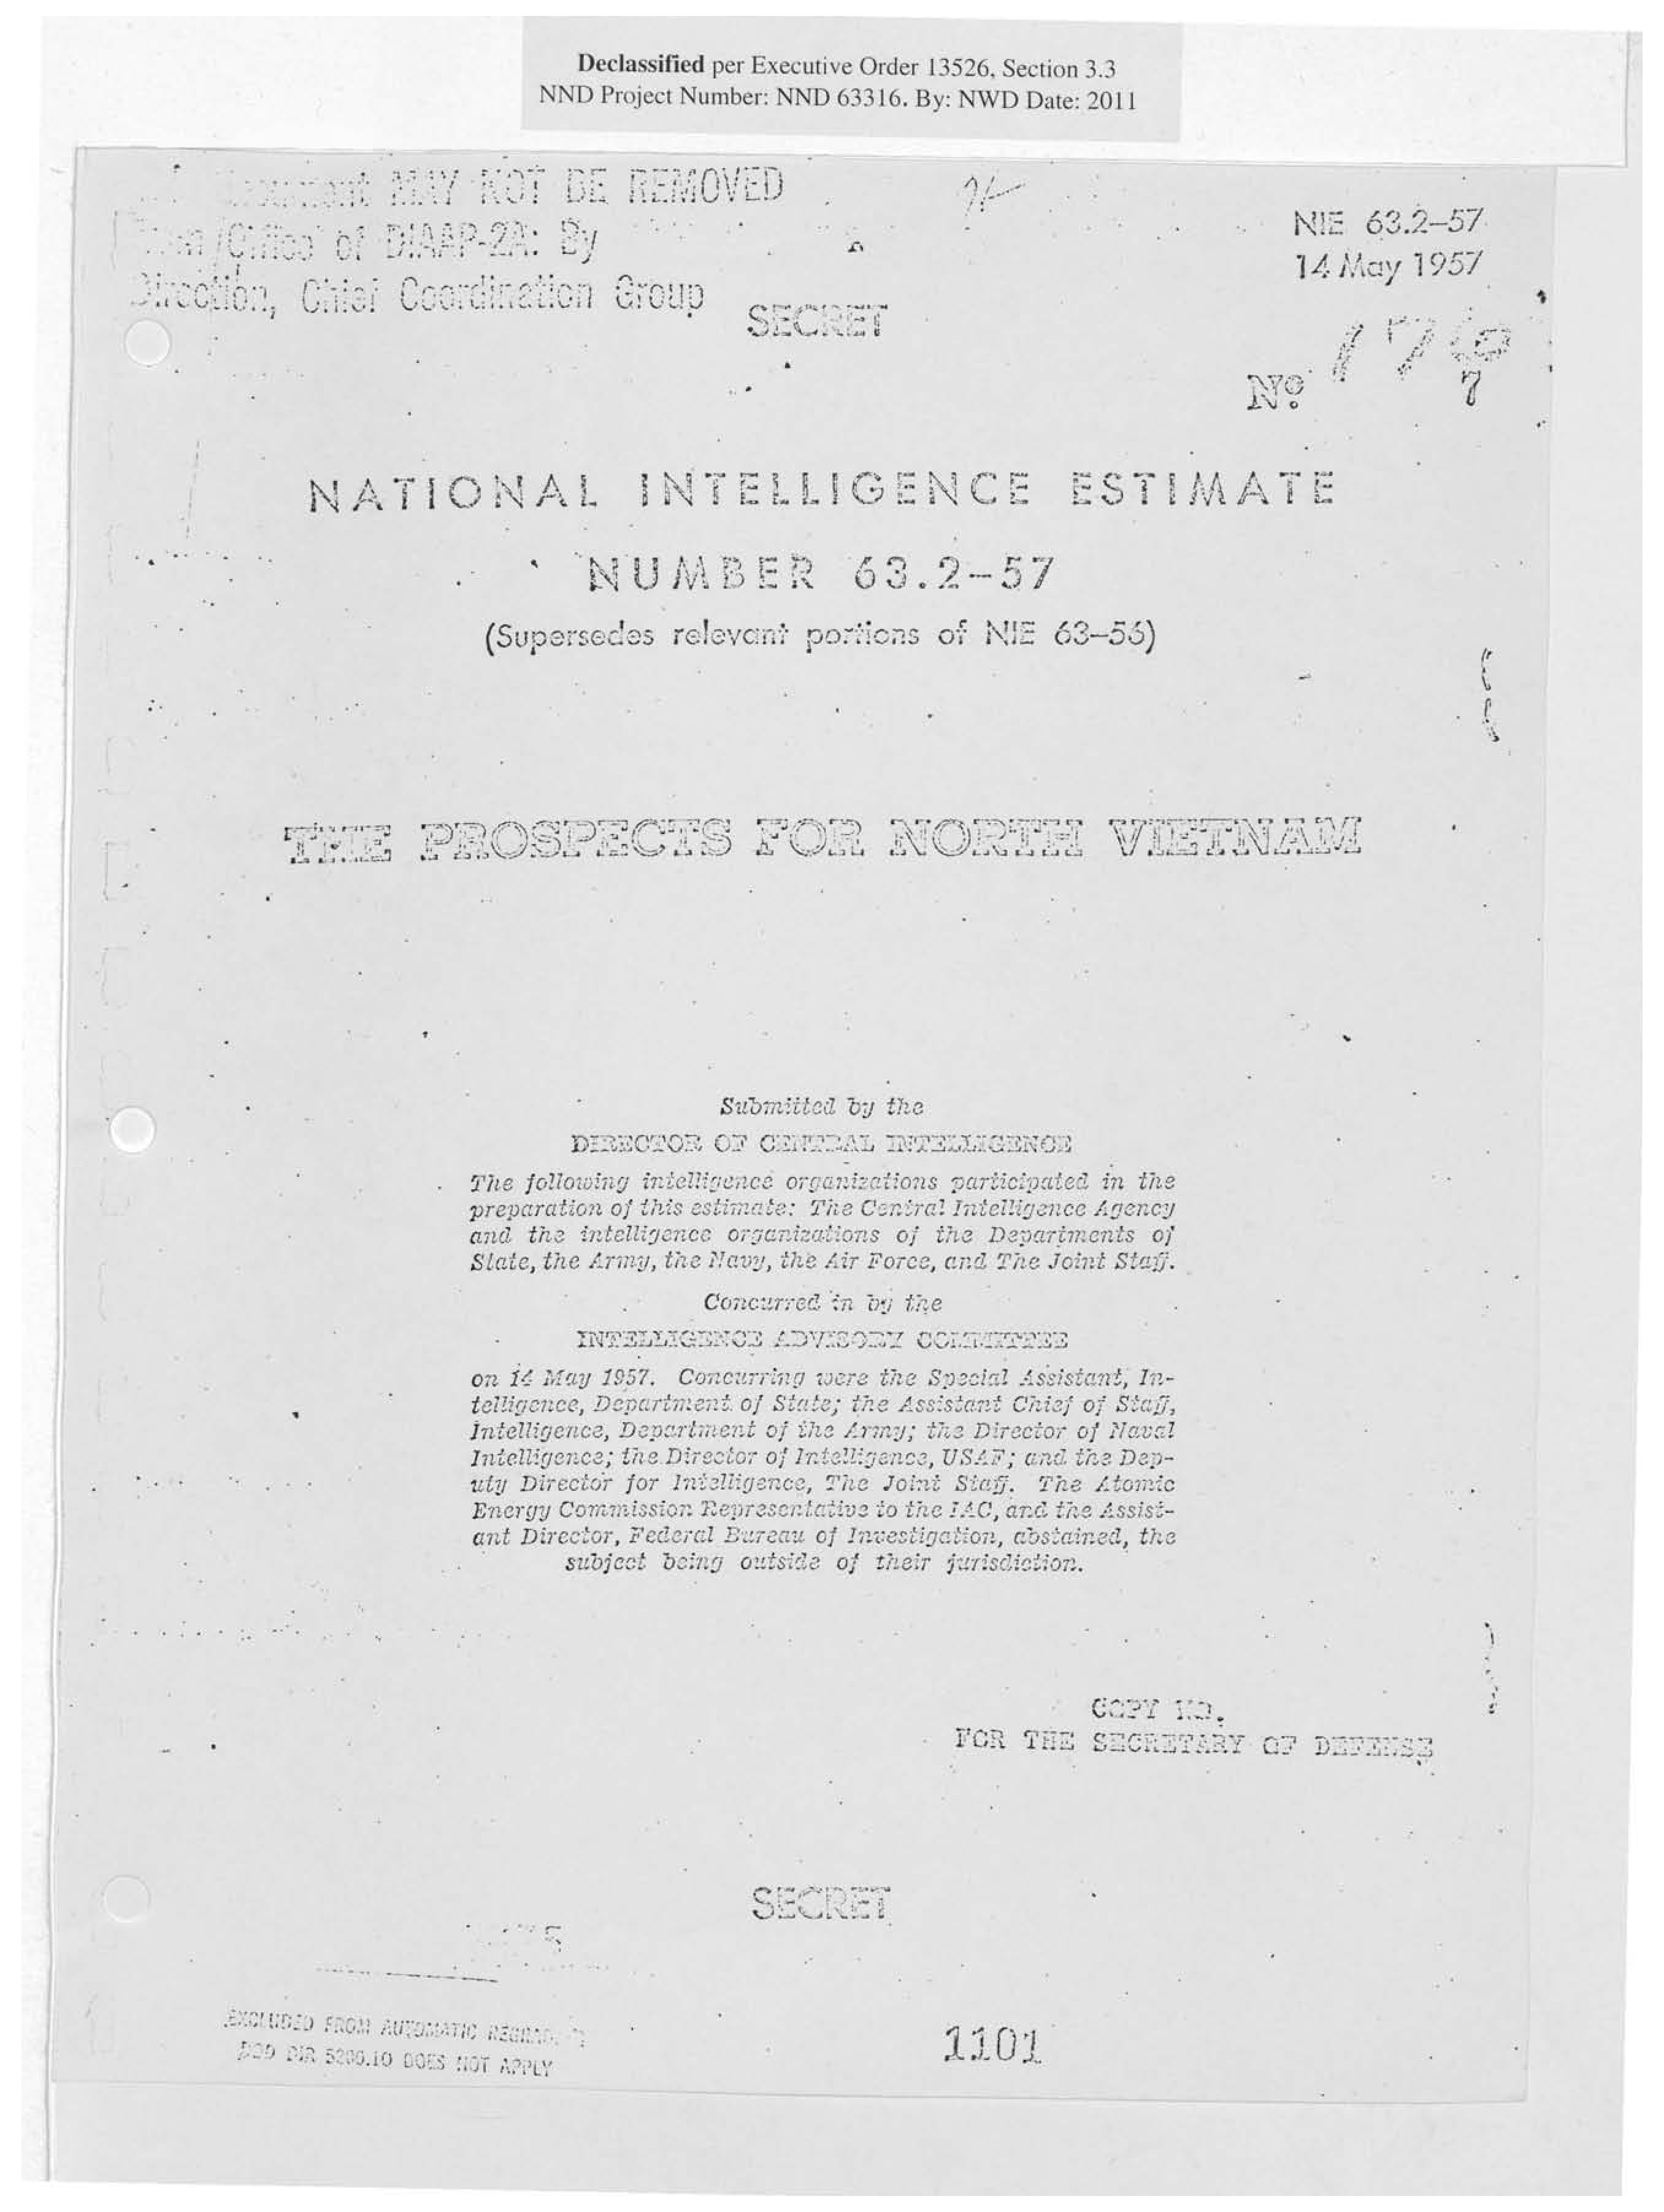 Declassified per Executive Order 13526, Section 3.3
NND Project Number: NND 63316. By: NWD Date: 2011
MAY NOT BE REMOVED
Office of DIAAP-2A: By
Direction, Chief Coordination Group
NIE 63.2—57
14 May 1957
SECRET
Nº 176
7
NATIONAL INTELLIGENCE ESTIMATE
NUMBER 63.2—57
(Supersedes relevant portions of NIE 63—56)
THE PROSPECTS FOR NORTH VIETNAM
Submitted by the
DIRECTOR OF CENTRAL INTELLIGENCE
The following intelligence organizations participated in the
preparation of this estimate: The Central Intelligence Agency
and the intelligence organizations of the Departments of
State, the Army, the Navy, the Air Force, and The Joint Staff.
Concurred in by the
INTELLIGENCE ADVISORY COMMITTEE
on 14 May 1957. Concurring were the Special Assistant, In-
telligence, Department of State; the Assistant Chief of Staff,
Intelligence, Department of the Army; the Director of Naval
Intelligence; the Director of Intelligence, USAF; and the Dep-
uty Director for Intelligence, The Joint Staff. The Atomic
Energy Commission Representative to the IAC, and the Assist-
ant Director, Federal Bureau of Investigation, abstained, the
subject being outside of their jurisdiction.
COPY NO.
FOR THE SECRETARY OF DEFENSE
SECRET
EXCLUDED FROM AUTOMATIC
DOD DIR 5200.10 DOES NOT APPLY
1101